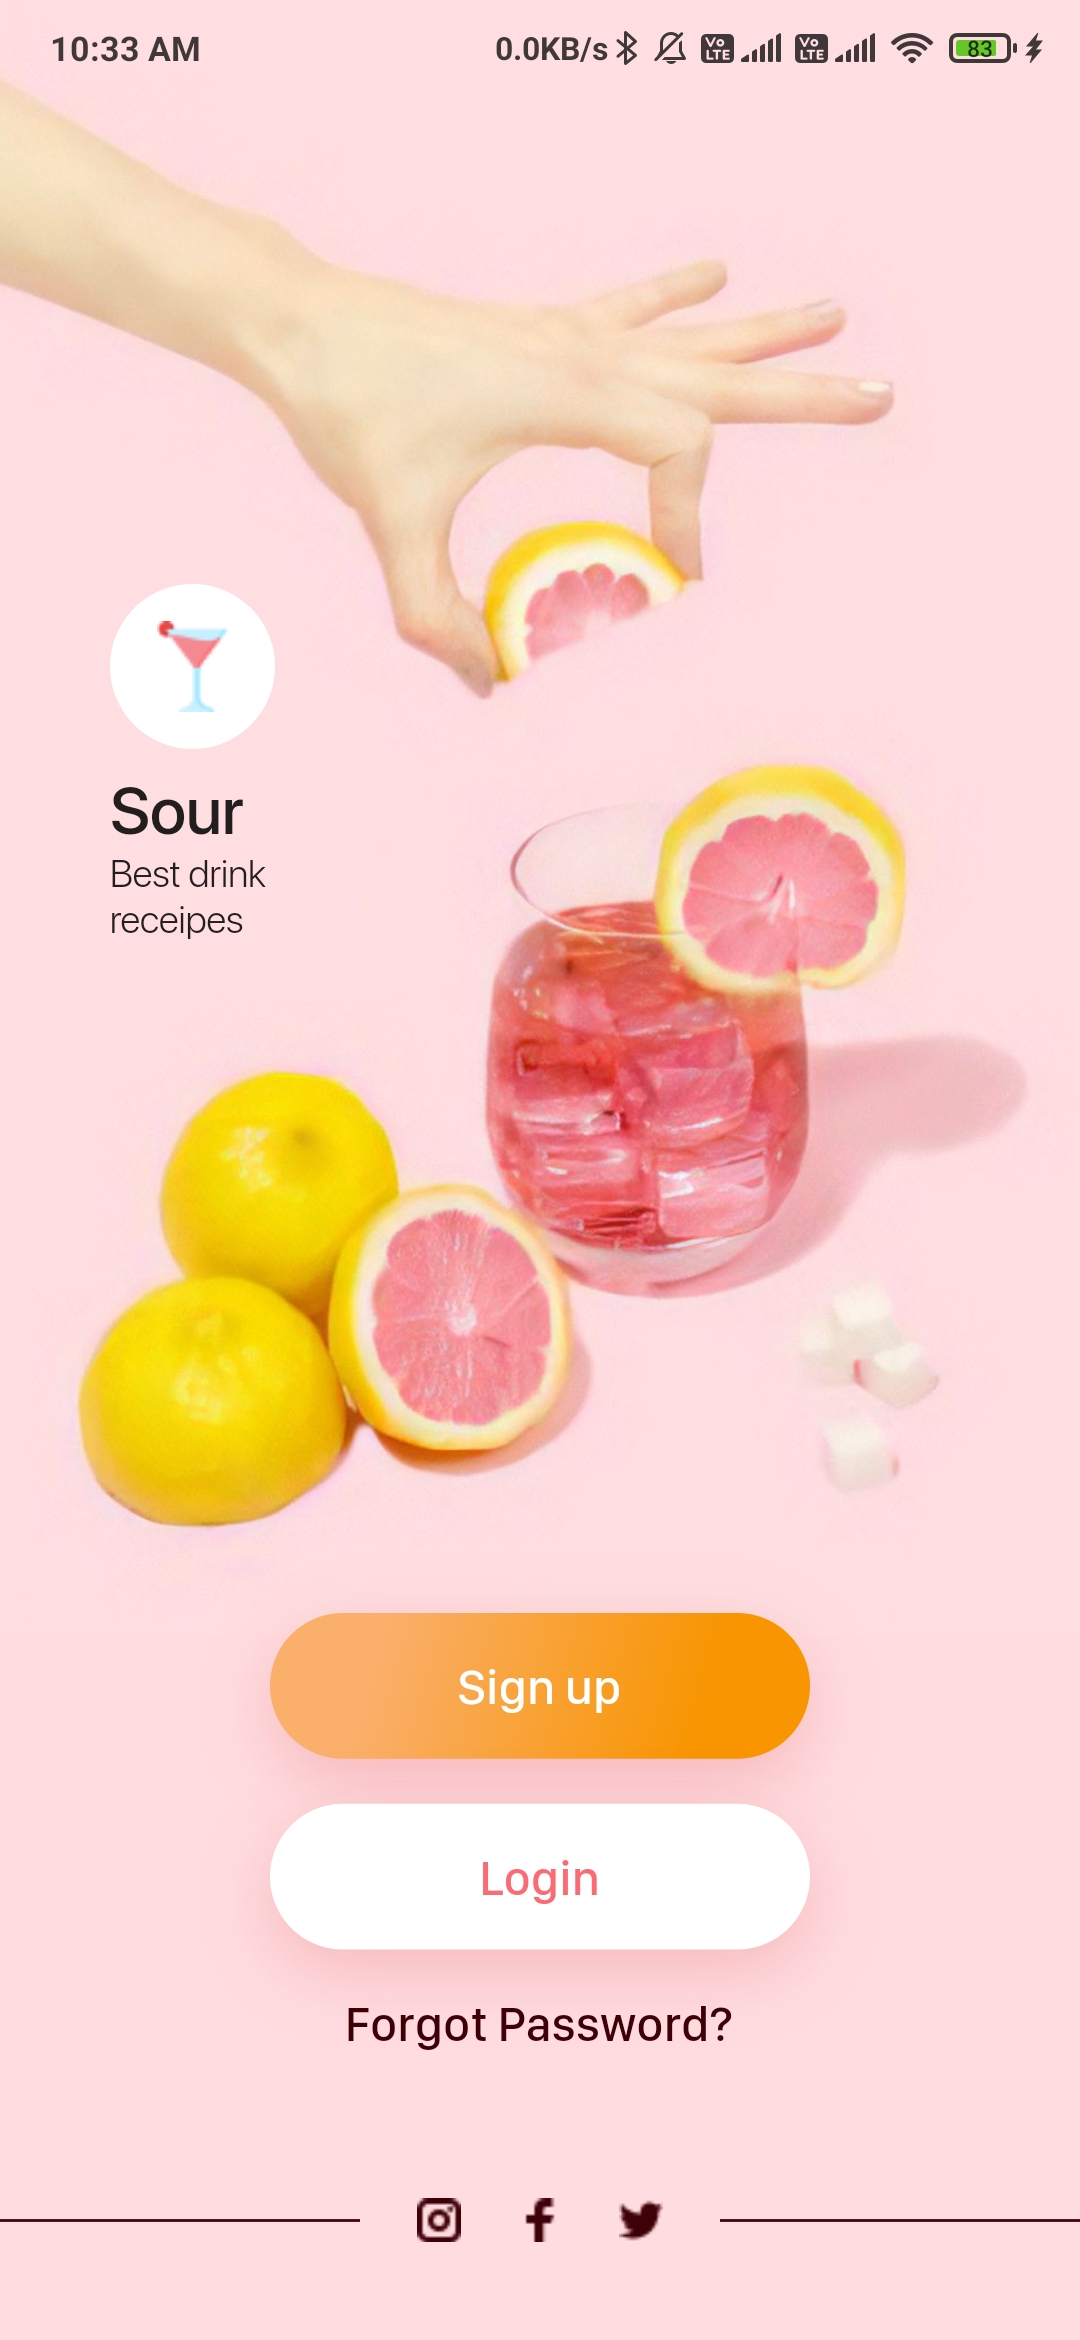 10:33 AM 0.0KB/s Vo LTE Vo LTE 83
Sour
Best drink
receipes
Sign up
Login
Forgot Password?